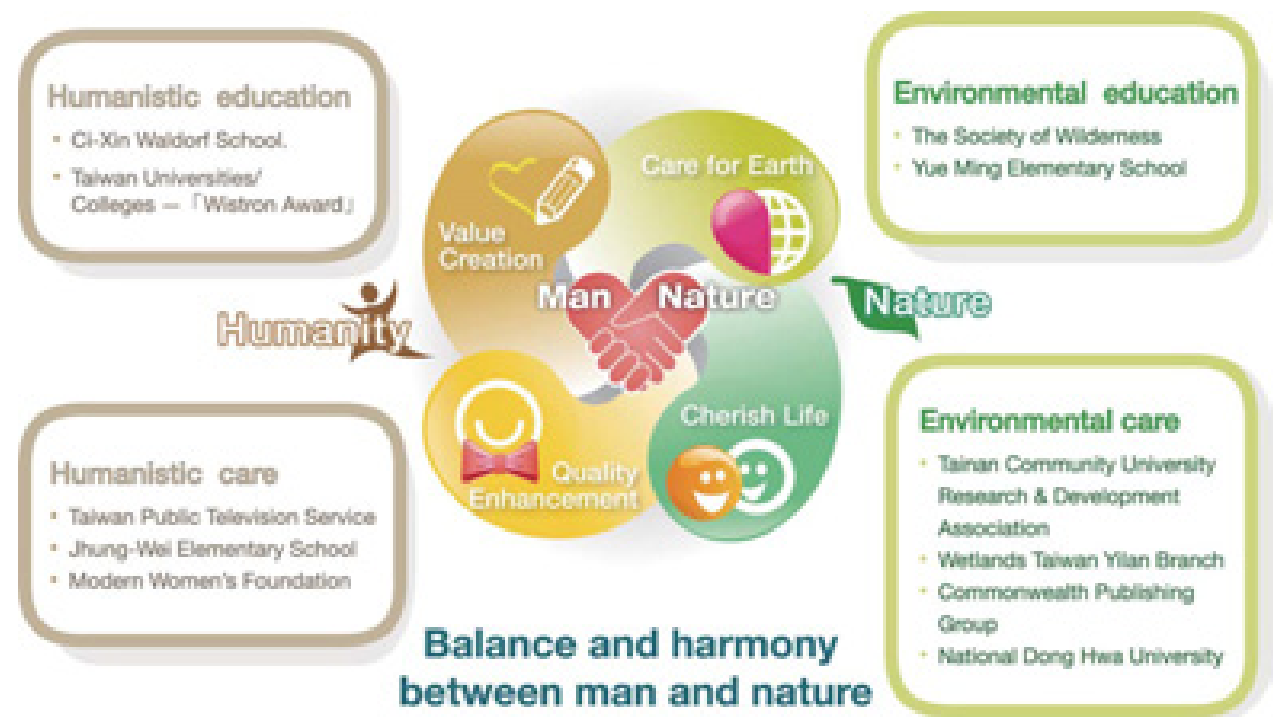 Humanistic education
• Ci-Xin Waldorf School.
• Taiwan Universities/
Colleges — 「Wistron Award」
Environmental education
• The Society of Wilderness
• Yue Ming Elementary School
Value
Creation
Care for Earth
Man Nature
Humanity
Nature
Quality
Enhancement
Cherish Life
Humanistic care
• Taiwan Public Television Service
• Jhung-Wei Elementary School
• Modern Women's Foundation
Environmental care
• Tainan Community University
Research & Development
Association
• Wetlands Taiwan Yilan Branch
• Commonwealth Publishing
Group
• National Dong Hwa University
Balance and harmony
between man and nature